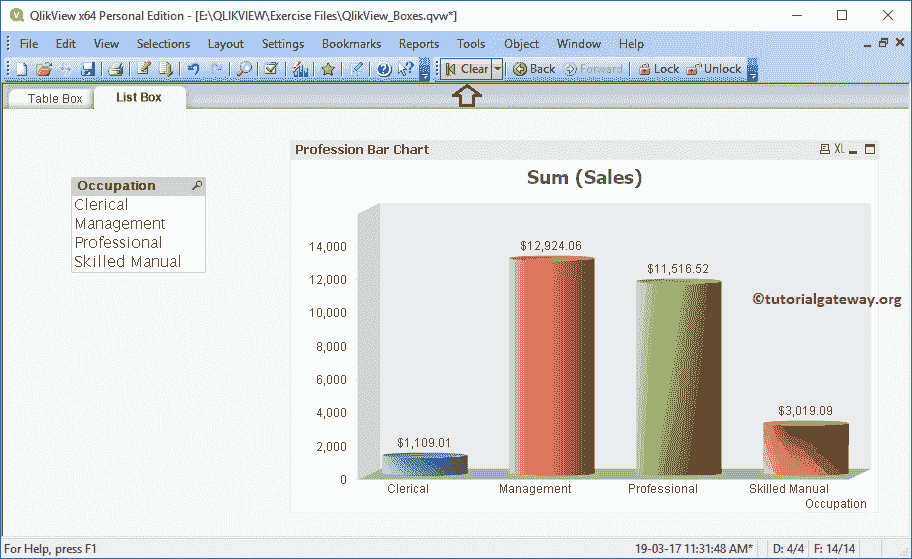 QlikView x64 Personal Edition - [E:\QLIKVIEW\Exercise Files\QlikView_Boxes.qvw*]
File Edit View Selections Layout Settings Bookmarks Reports Tools Object Window Help
Clear Back Forward Lock Unlock
Table Box List Box
Profession Bar Chart XL
Sum (Sales)
Occupation
Clerical
Management
Professional
Skilled Manual
14,000
12,000
10,000
8,000
6,000
4,000
2,000
0
$1,109.01
$12,924.06
$11,516.52
$3,019.09
©tutorialgateway.org
Clerical Management Professional Skilled Manual
Occupation
For Help, press F1 19-03-17 11:31:48 AM* D: 4/4 F: 14/14